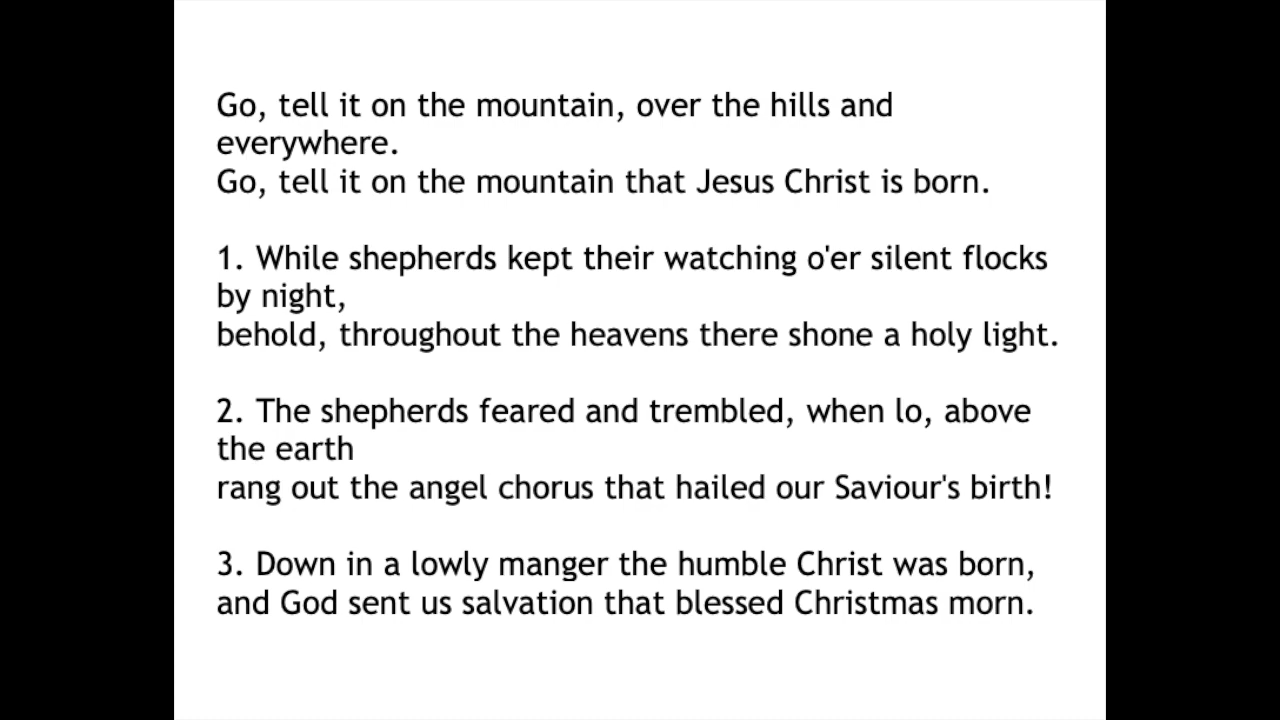 Go, tell it on the mountain, over the hills and
everywhere.
Go, tell it on the mountain that Jesus Christ is born.
1. While shepherds kept their watching o'er silent flocks
by night,
behold, throughout the heavens there shone a holy light.
2. The shepherds feared and trembled, when lo, above
the earth
rang out the angel chorus that hailed our Saviour's birth!
3. Down in a lowly manger the humble Christ was born,
and God sent us salvation that blessed Christmas morn.